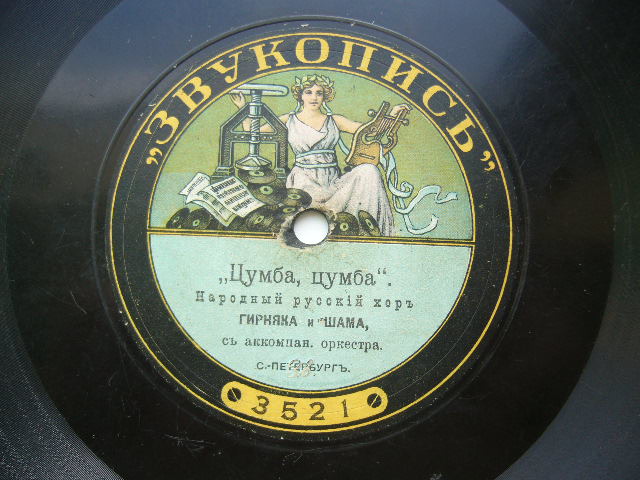 „ЗВУКОПИСЬ”
„Цумба, цумба“.
Народный русскій хоръ
ГИРНЯКА и ШАМА,
съ аккомпан. оркестра.
С.-ПЕТЕРБУРГЪ.
3521